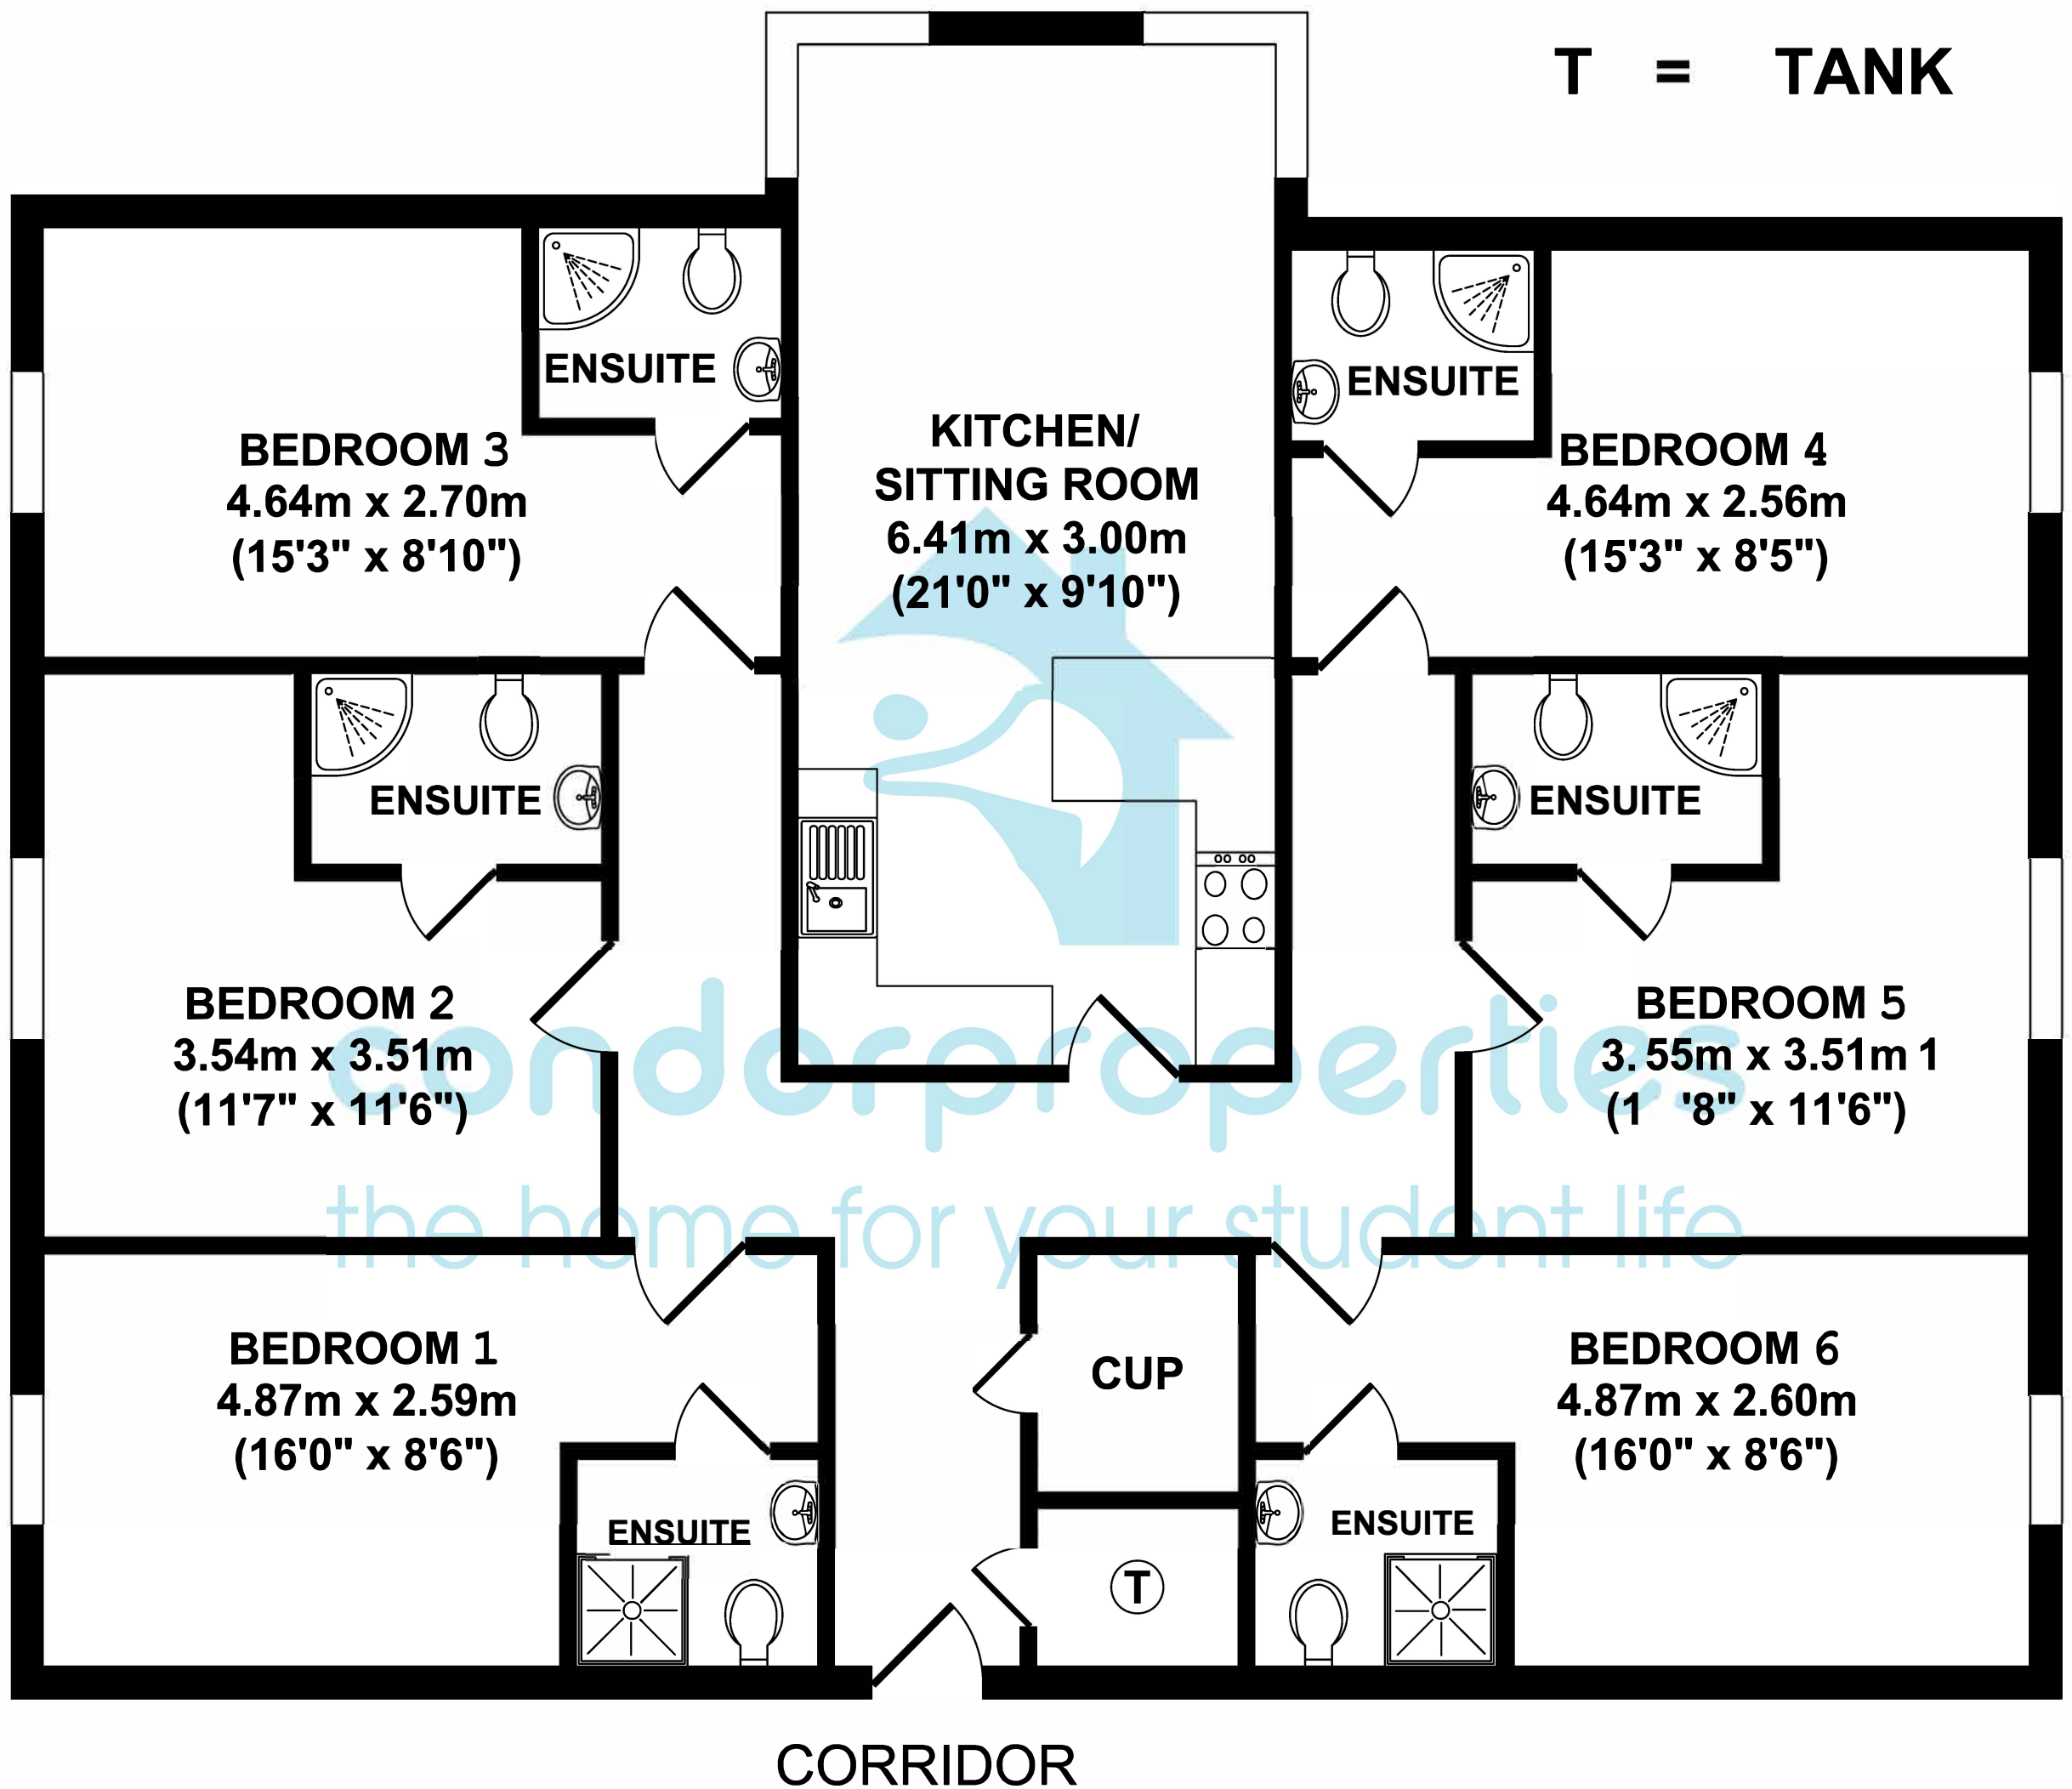 T = TANK
ENSUITE
ENSUITE
BEDROOM 3
4.64m x 2.70m
(15'3" x 8'10")
KITCHEN/
SITTING ROOM
6.41m x 3.00m
(21'0" x 9'10")
BEDROOM 4
4.64m x 2.56m
(15'3" x 8'5")
ENSUITE
ENSUITE
BEDROOM 2
3.54m x 3.51m
(11'7" x 11'6")
BEDROOM 5
3. 55m x 3.51m 1
(1 '8" x 11'6")
condorproperties
the home for your student life
BEDROOM 1
4.87m x 2.59m
(16'0" x 8'6")
CUP
BEDROOM 6
4.87m x 2.60m
(16'0" x 8'6")
ENSUITE
ENSUITE
T
CORRIDOR